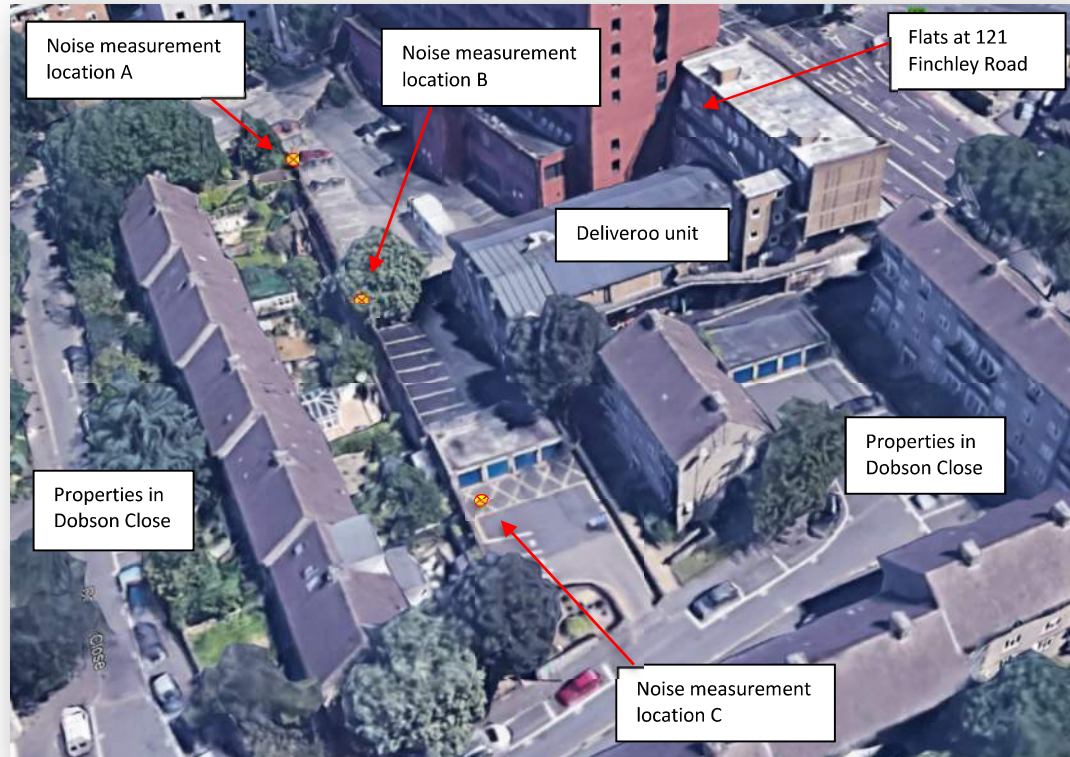 Noise measurement
location A
Noise measurement
location B
Flats at 121
Finchley Road
Deliveroo unit
Properties in
Dobson Close
Properties in
Dobson Close
Close
Noise measurement
location C